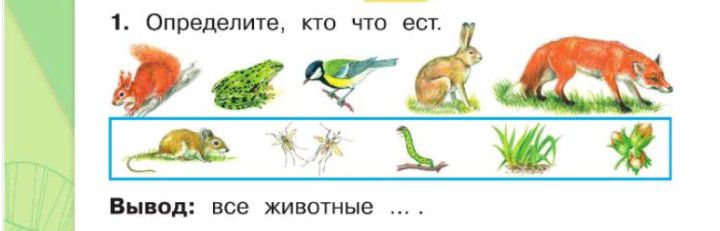 1. Определите, кто что ест.
Вывод: все животные ... .